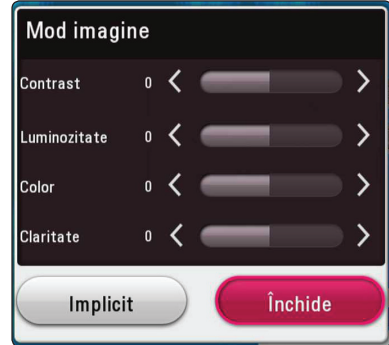 Mod imagine
Contrast 0
Luminozitate 0
Color 0
Claritate 0
Implicit Închide